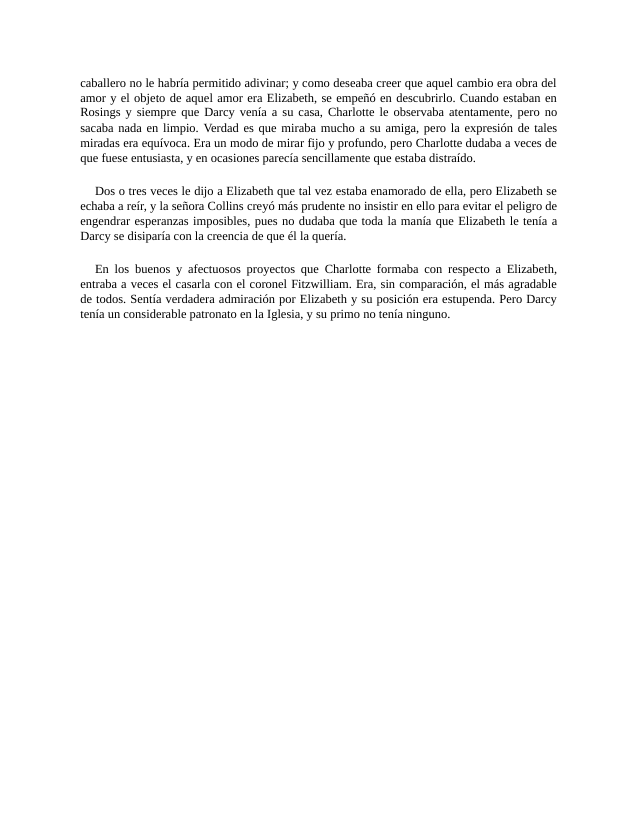 caballero no le habría permitido adivinar; y como deseaba creer que aquel cambio era obra del
amor y el objeto de aquel amor era Elizabeth, se empeñó en descubrirlo. Cuando estaban en
Rosings y siempre que Darcy venía a su casa, Charlotte le observaba atentamente, pero no
sacaba nada en limpio. Verdad es que miraba mucho a su amiga, pero la expresión de tales
miradas era equívoca. Era un modo de mirar fijo y profundo, pero Charlotte dudaba a veces de
que fuese entusiasta, y en ocasiones parecía sencillamente que estaba distraído.
Dos o tres veces le dijo a Elizabeth que tal vez estaba enamorado de ella, pero Elizabeth se
echaba a reír, y la señora Collins creyó más prudente no insistir en ello para evitar el peligro de
engendrar esperanzas imposibles, pues no dudaba que toda la manía que Elizabeth le tenía a
Darcy se disiparía con la creencia de que él la quería.
En los buenos y afectuosos proyectos que Charlotte formaba con respecto a Elizabeth,
entraba a veces el casarla con el coronel Fitzwilliam. Era, sin comparación, el más agradable
de todos. Sentía verdadera admiración por Elizabeth y su posición era estupenda. Pero Darcy
tenía un considerable patronato en la Iglesia, y su primo no tenía ninguno.